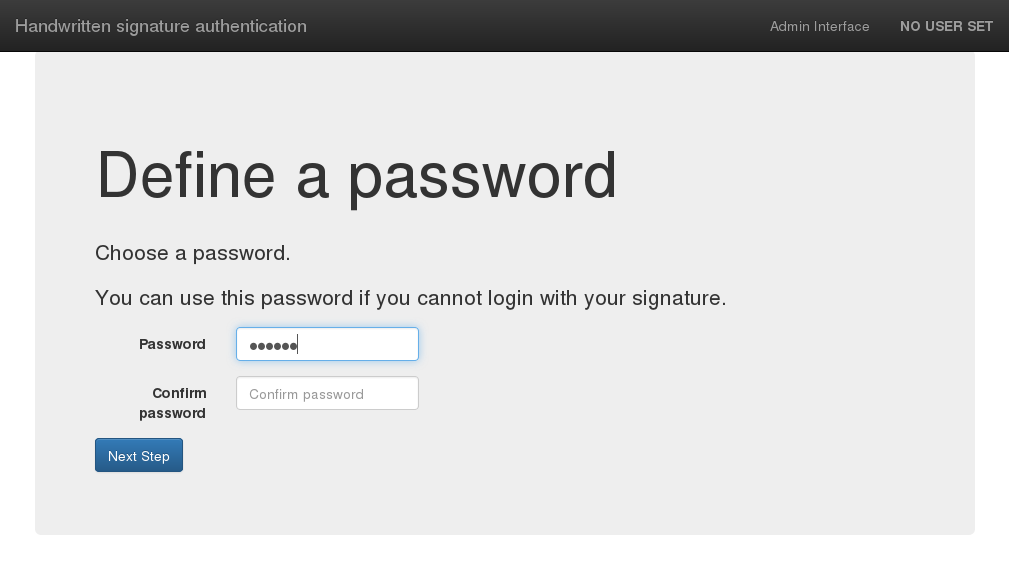 Handwritten signature authentication
Admin Interface
NO USER SET
Define a password
Choose a password.
You can use this password if you cannot login with your signature.
Password
••••••
Confirm password
Confirm
password
Next Step